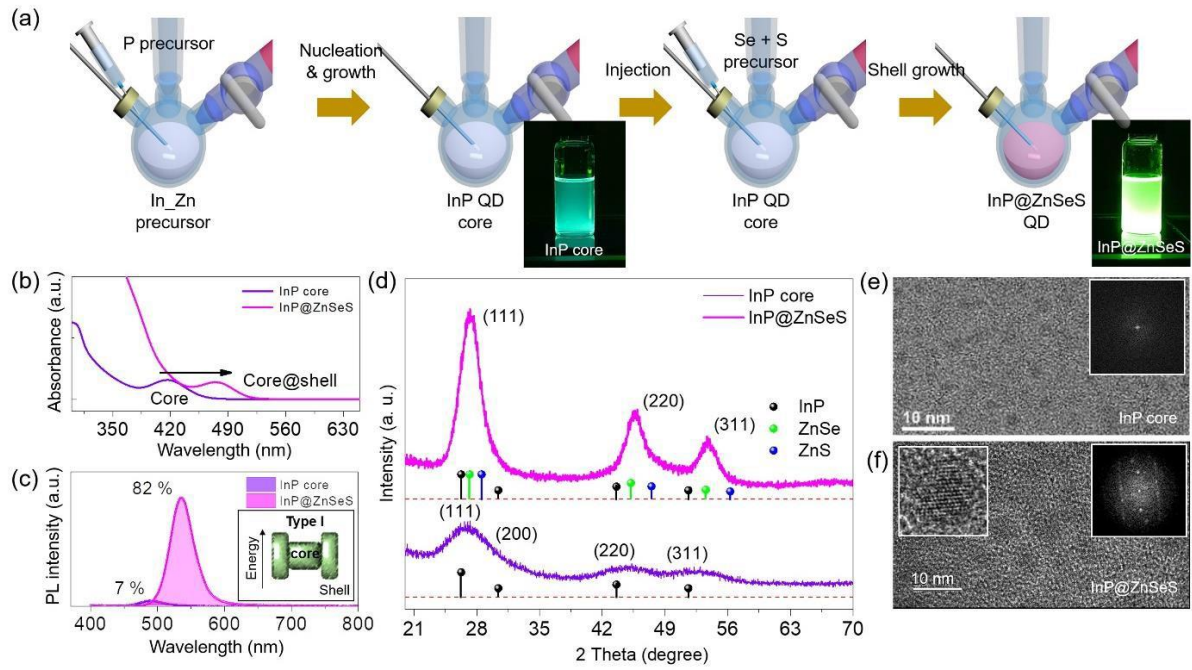 (a)
P precursor
Nucleation
& growth
Injection
Se + S
precursor
Shell growth
In_Zn
precursor
InP QD
core
InP core
InP QD
core
InP@ZnSeS
QD
InP@ZnSeS
(b)
Absorbance (a.u.)
InP core
InP@ZnSeS
Core@shell
Core
350 420 490 560 630
Wavelength (nm)
(c)
PL intensity (a.u.)
82 %
7 %
InP core
InP@ZnSeS
Type I
Energy
core
Shell
400 500 600 700 800
Wavelength (nm)
(d)
Intensity (a. u.)
InP core
InP@ZnSeS
(111)
(220)
(311)
InP
ZnSe
ZnS
(111)
(200)
(220)
(311)
21 28 42 49 56 63 70
2 Theta (degree)
(e)
10 nm
InP core
(f)
10 nm
InP@ZnSeS